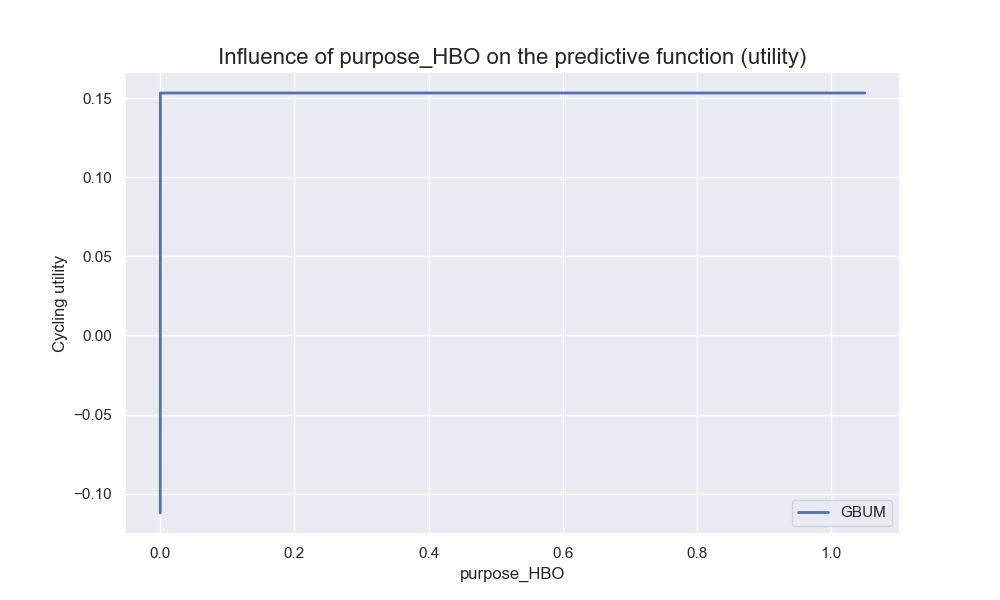 Influence of purpose_HBO on the predictive function (utility)
0.15
0.10
0.05
0.00
−0.05
−0.10
Cycling utility
0.0 0.2 0.4 0.6 0.8 1.0
purpose_HBO
GBUM